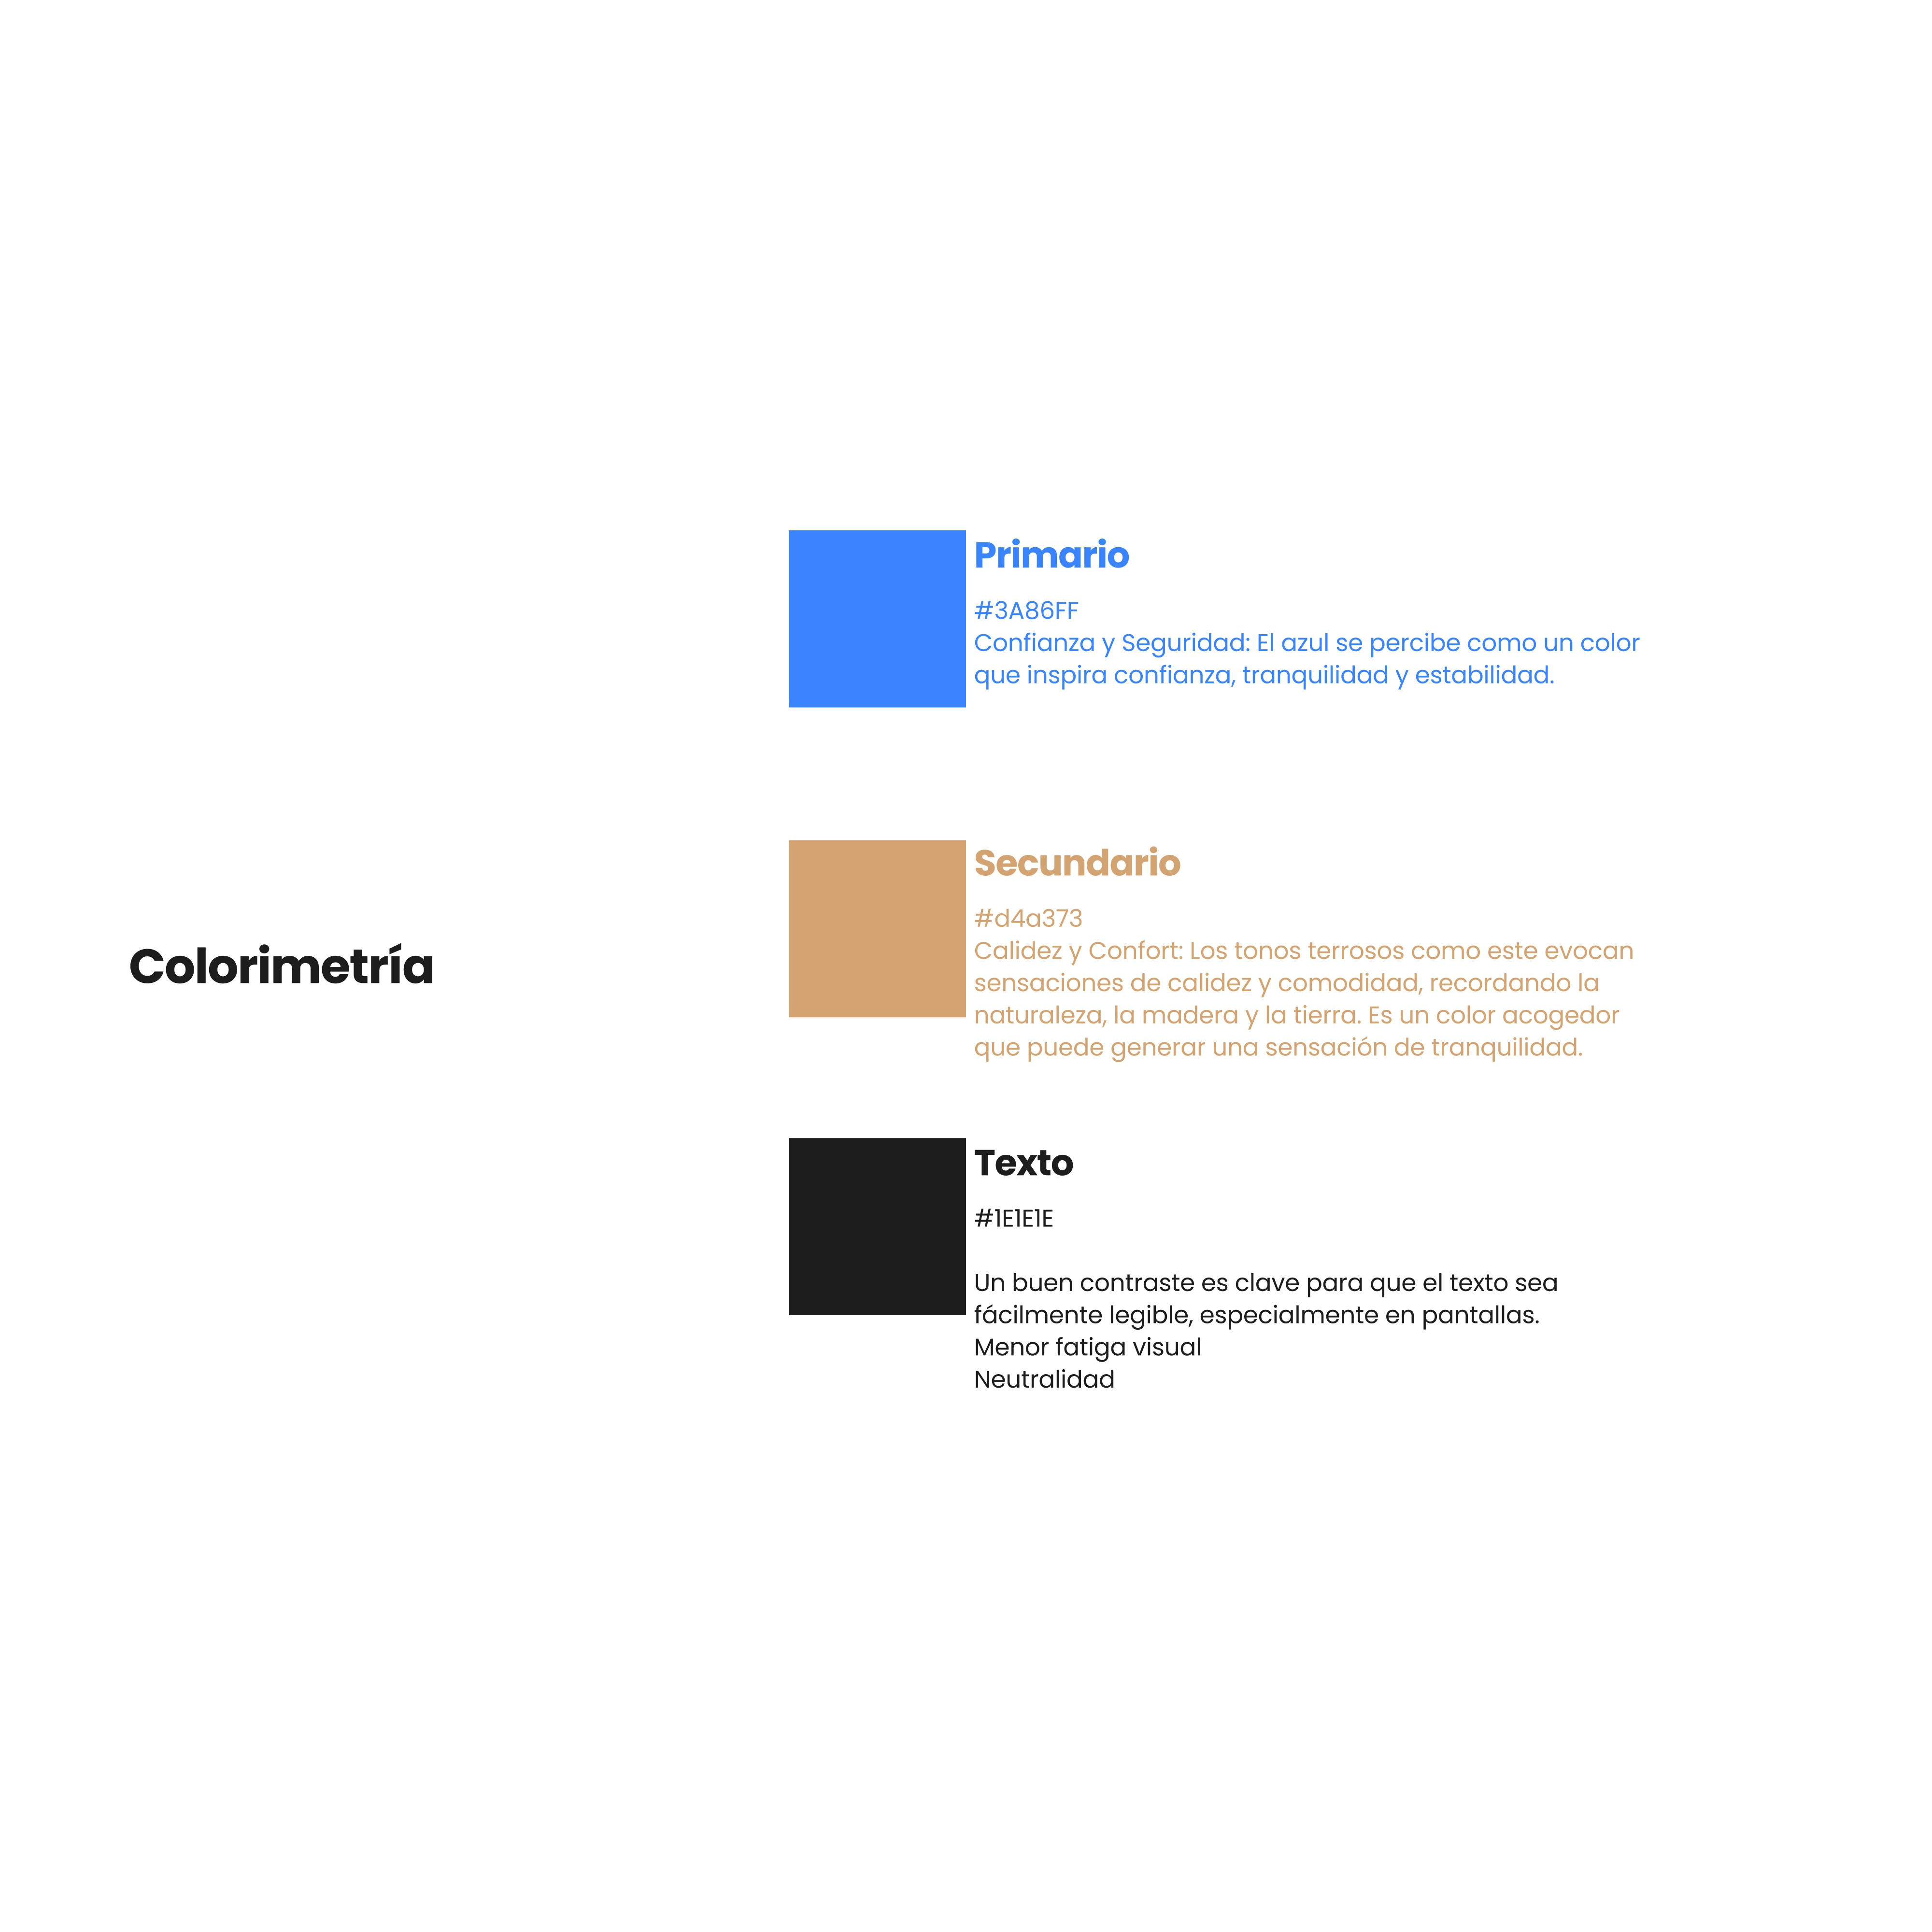 Colorimetría
Primario
#3A86FF
Confianza y Seguridad: El azul se percibe como un color
que inspira confianza, tranquilidad y estabilidad.
Secundario
#d4a373
Calidez y Confort: Los tonos terrosos como este evocan
sensaciones de calidez y comodidad, recordando la
naturaleza, la madera y la tierra. Es un color acogedor
que puede generar una sensación de tranquilidad.
Texto
#1E1E1E
Un buen contraste es clave para que el texto sea
fácilmente legible, especialmente en pantallas.
Menor fatiga visual
Neutralidad